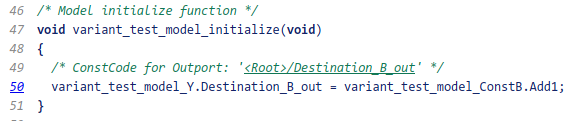 46 /* Model initialize function */
47 void variant_test_model_initialize(void)
48 {
49 /* ConstCode for Outport: '<Root>/Destination_B_out' */
50 variant_test_model_Y.Destination_B_out = variant_test_model_ConstB.Add1;
51 }